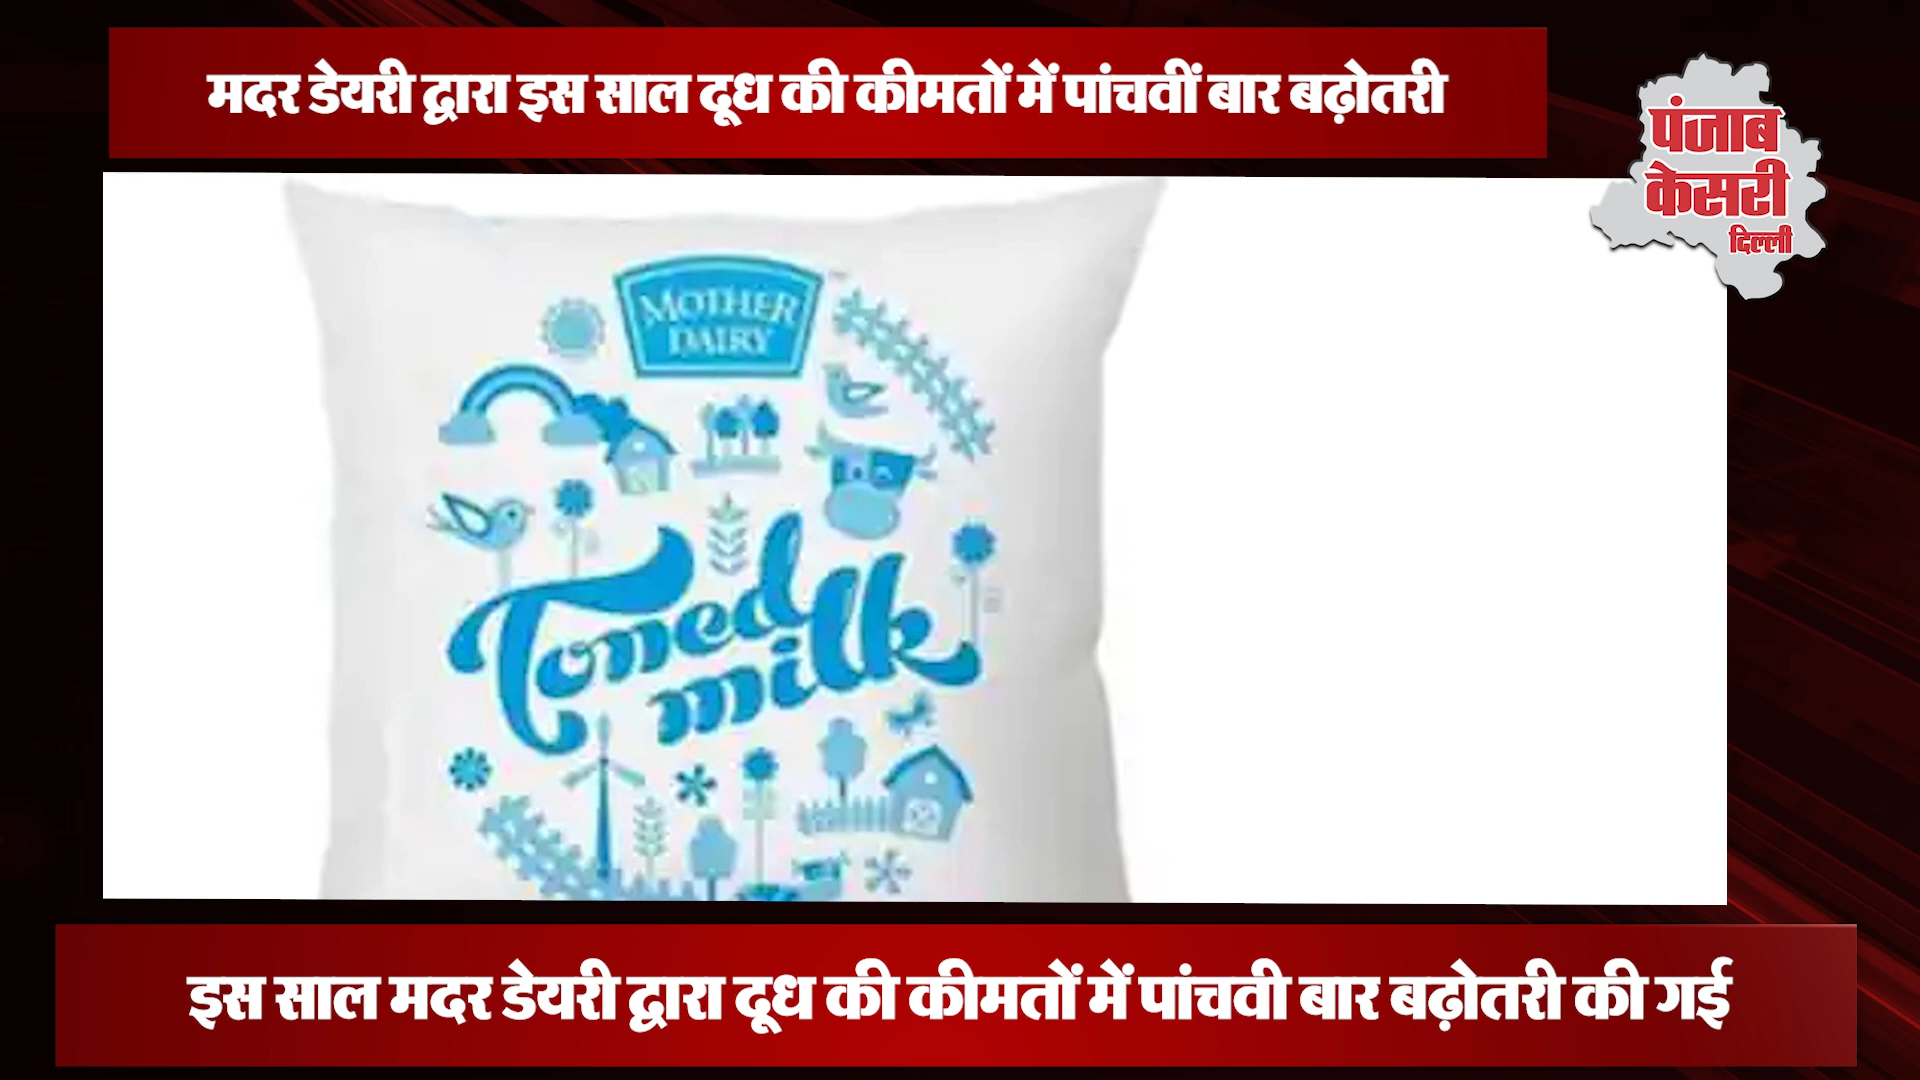 मदर डेयरी द्वारा इस साल दूध की कीमतों में पांचवीं बार बढ़ोतरी
पंजाब
केसरी
दिल्ली
MOTHER
DAIRY
Toned
milk
इस साल मदर डेयरी द्वारा दूध की कीमतों में पांचवी बार बढ़ोतरी की गई